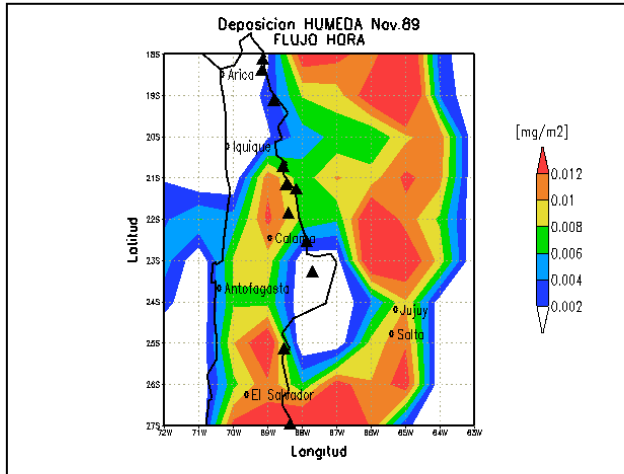 Deposicion HUMEDA Nov.89
FLUJO HORA
18S
Arica
19S
[mg/m2]
20S
Iquique
0.012
21S
0.01
0.008
22S
Calama
0.006
Latitud
23S
0.004
Antofagasta
24S
0.002
Jujuy
Salta
25S
26S
El Salvador
27S
72W 71W 70W 69W 68W 67W 66W 65W 64W 63W
Longitud